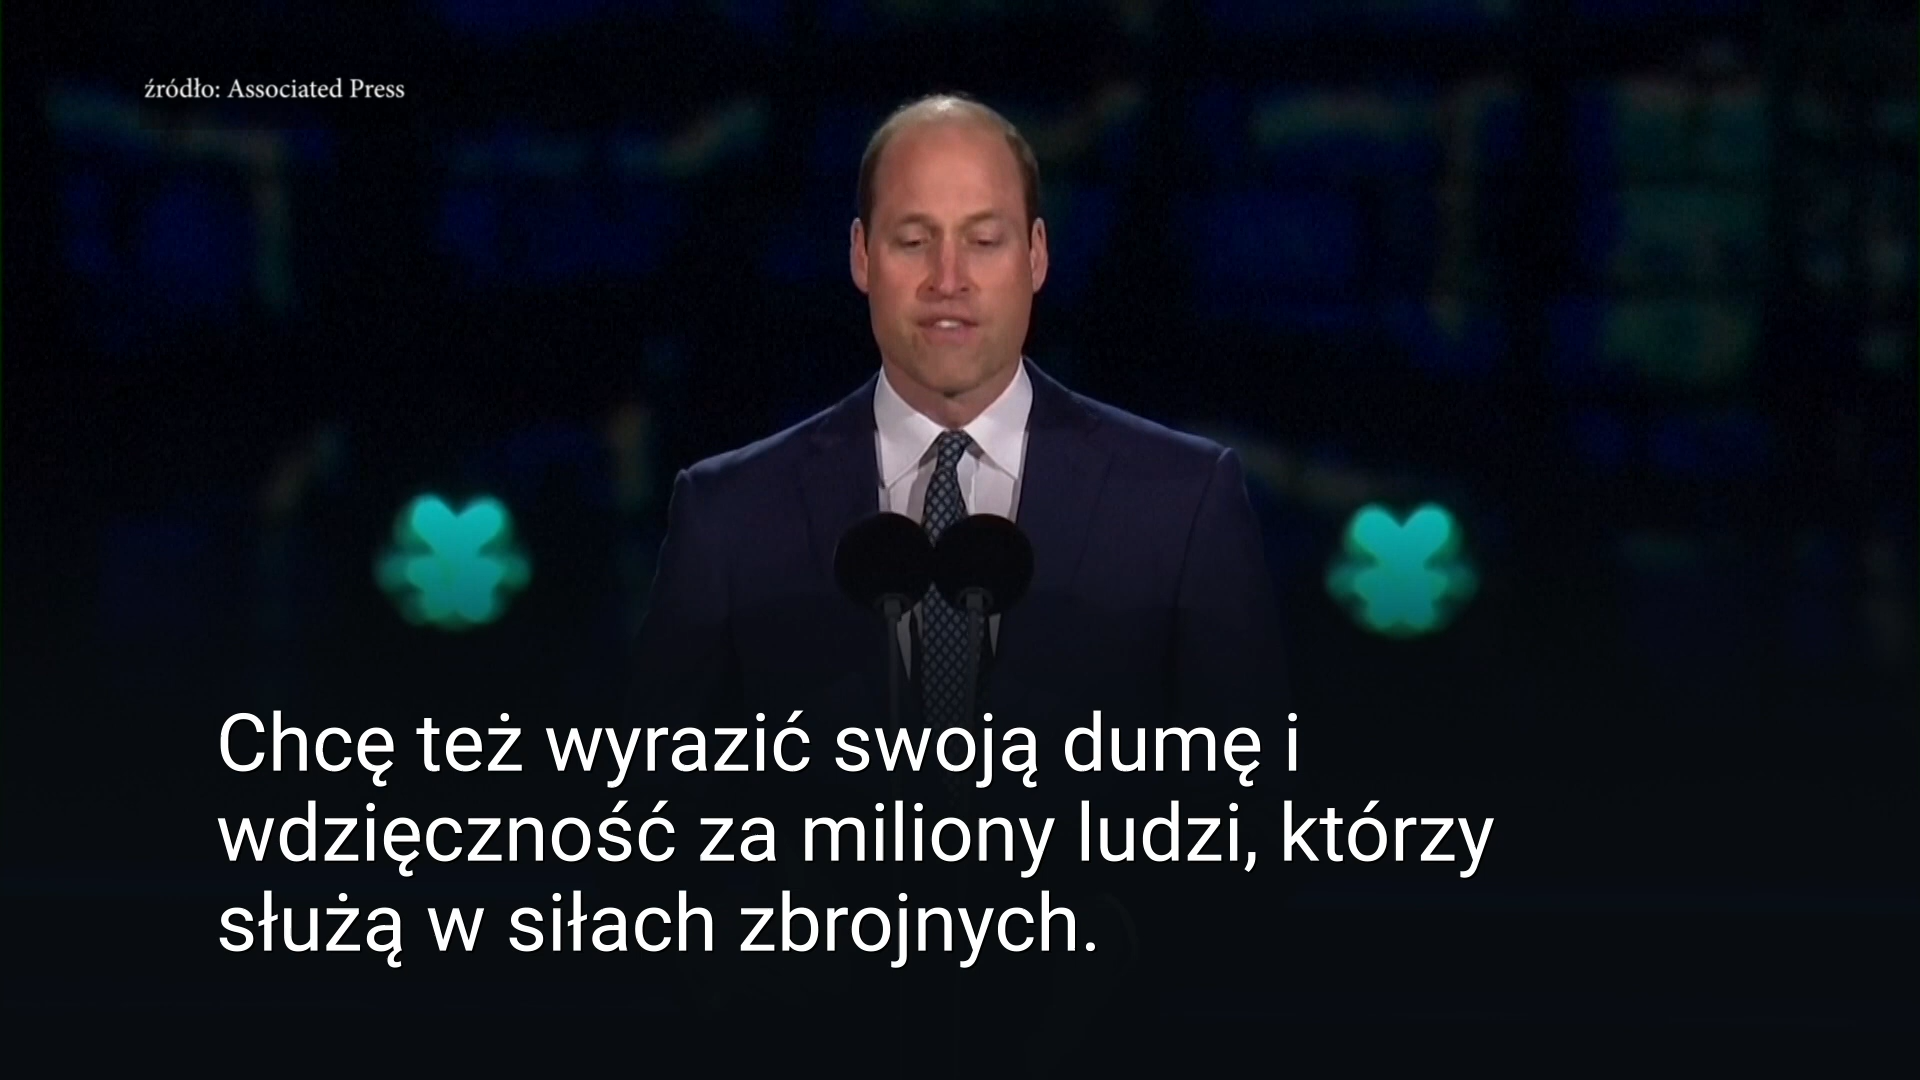 źródło: Associated Press
Chcę też wyrazić swoją dumę i
wdzięczność za miliony ludzi, którzy
służą w siłach zbrojnych.